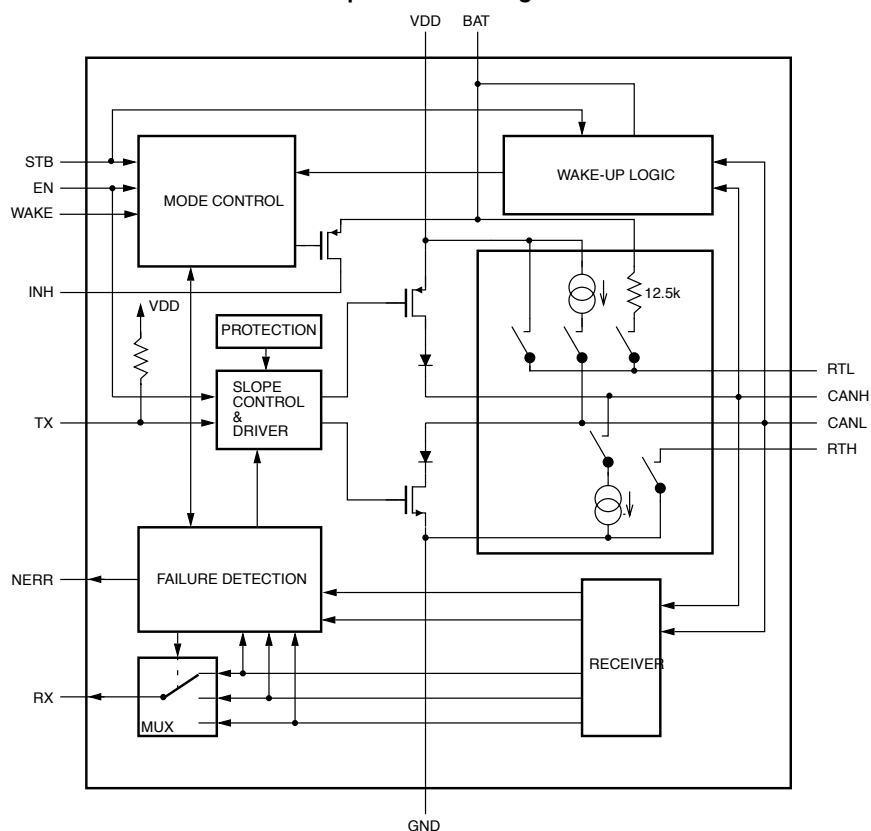 VDD BAT
STB
EN
WAKE
MODE CONTROL
WAKE-UP LOGIC
INH
VDD
12.5k
PROTECTION
SLOPE
CONTROL
&
DRIVER
TX
RTL
CANH
CANL
RTH
NERR
FAILURE DETECTION
RECEIVER
RX
MUX
GND